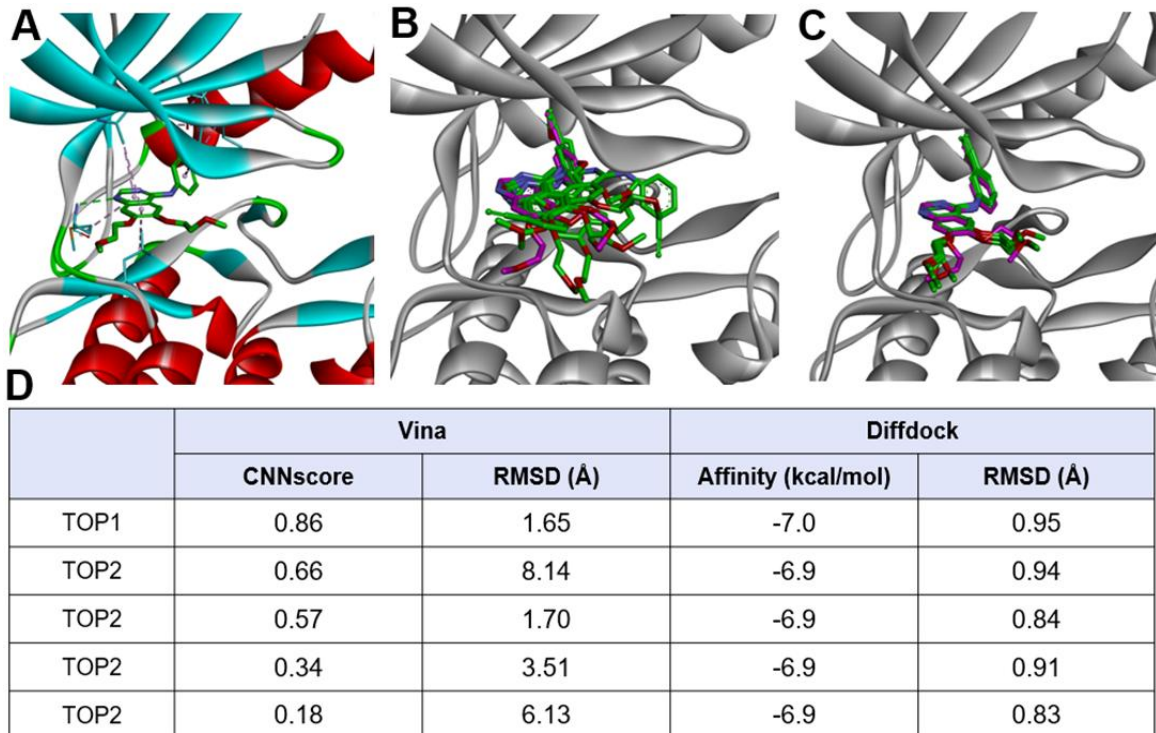 A B C
D
Vina Diffdock
CNNscore RMSD (Å) Affinity (kcal/mol) RMSD (Å)
TOP1 0.86 1.65 -7.0 0.95
TOP2 0.66 8.14 -6.9 0.94
TOP2 0.57 1.70 -6.9 0.84
TOP2 0.34 3.51 -6.9 0.91
TOP2 0.18 6.13 -6.9 0.83